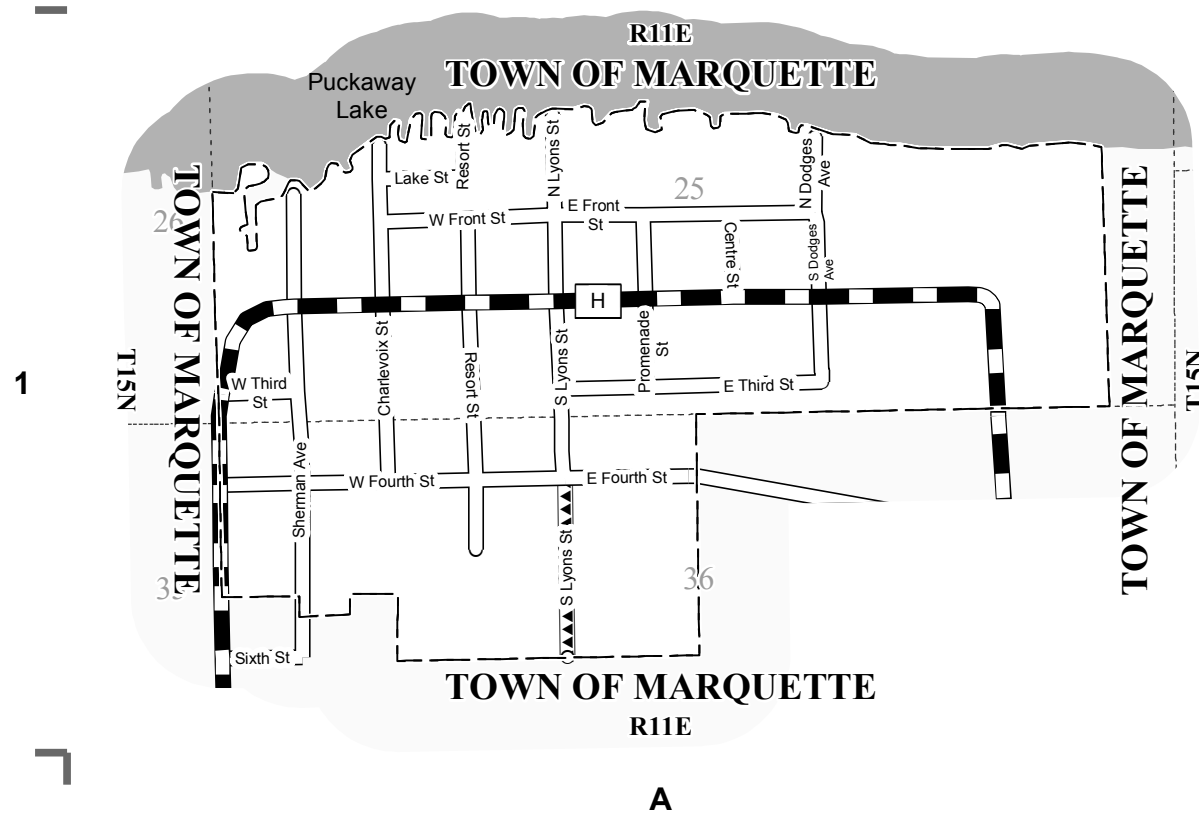 R11E
TOWN OF MARQUETTE
Puckaway
Lake
Resort St
N Lyons St
N Dodges
Ave
Lake St
25
26
W Front St
E Front
St
Centre St
S Dodges
Ave
H
TOWN OF MARQUETTE
TOWN OF MARQUETTE
T15N
T15N
1
W Third
St
Charlevoix St
Resort St
S Lyons St
Promenade
St
E Third St
Sherman Ave
W Fourth St
E Fourth St
S Lyons St
35
36
Sixth St
TOWN OF MARQUETTE
R11E
A